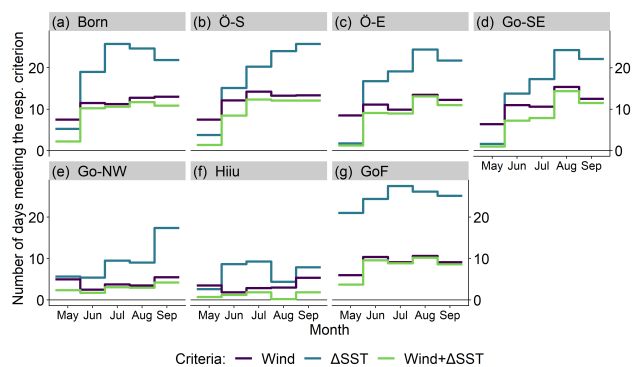 (a) Born (b) Ö-S (c) Ö-E (d) Go-SE
20 20
10 10
0 0
May Jun Jul Aug Sep
(e) Go-NW (f) Hiiu (g) GoF
20 20
10 10
0 0
May Jun Jul Aug Sep May Jun Jul Aug Sep May Jun Jul Aug Sep
Month
Number of days meeting the resp. criterion
Criteria: Wind ΔSST Wind+ΔSST